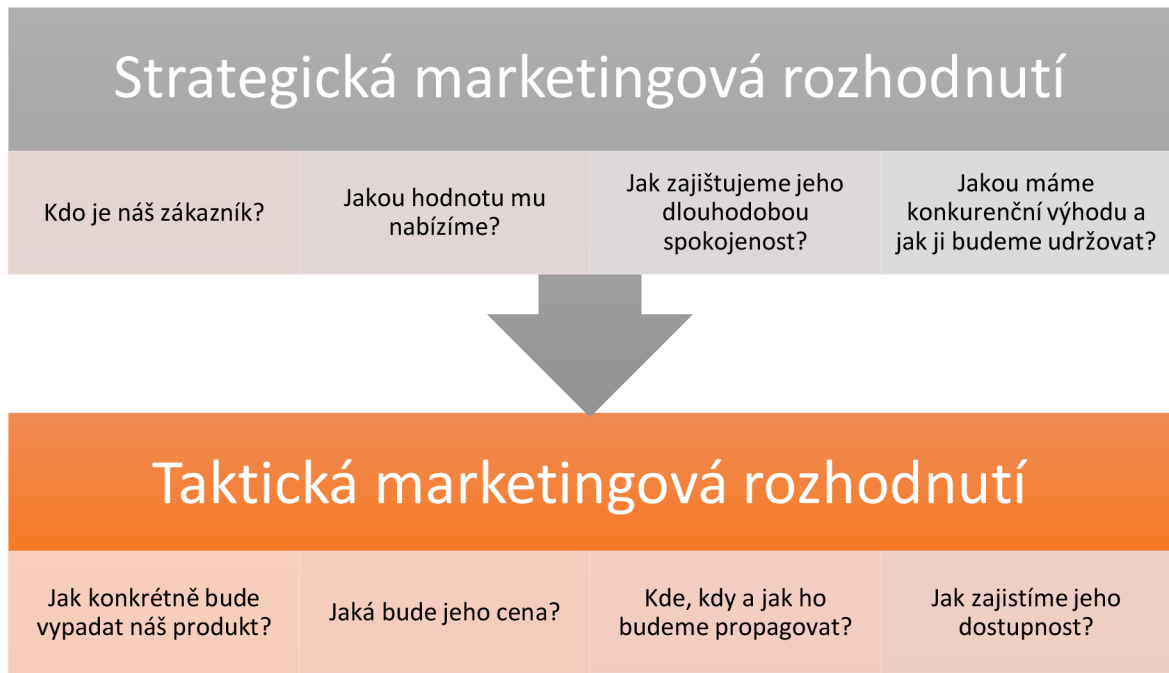 Strategická marketingová rozhodnutí
Kdo je náš zákazník?
Jakou hodnotu mu
nabízíme?
Jak zajištujeme jeho
dlouhodobou
spokojenost?
Jakou máme
konkurenční výhodu a
jak ji budeme udržovat?
Taktická marketingová rozhodnutí
Jak konkrétně bude
vypadat náš produkt?
Jaká bude jeho cena?
Kde, kdy a jak ho
budeme propagovat?
Jak zajistíme jeho
dostupnost?